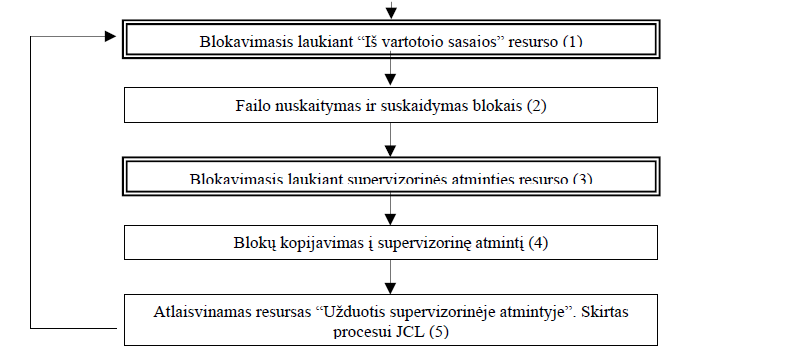 Blokavimasis laukiant “Iš vartotojo sąsajos” resurso (1)
Failo nuskaitymas ir suskaidymas blokais (2)
Blokavimasis laukiant supervizorinės atminties resurso (3)
Blokų kopijavimas į supervizorinę atmintį (4)
Atlaisvinamas resursas “Užduotis supervizorinėje atmintyje”. Skirtas
procesui JCL (5)